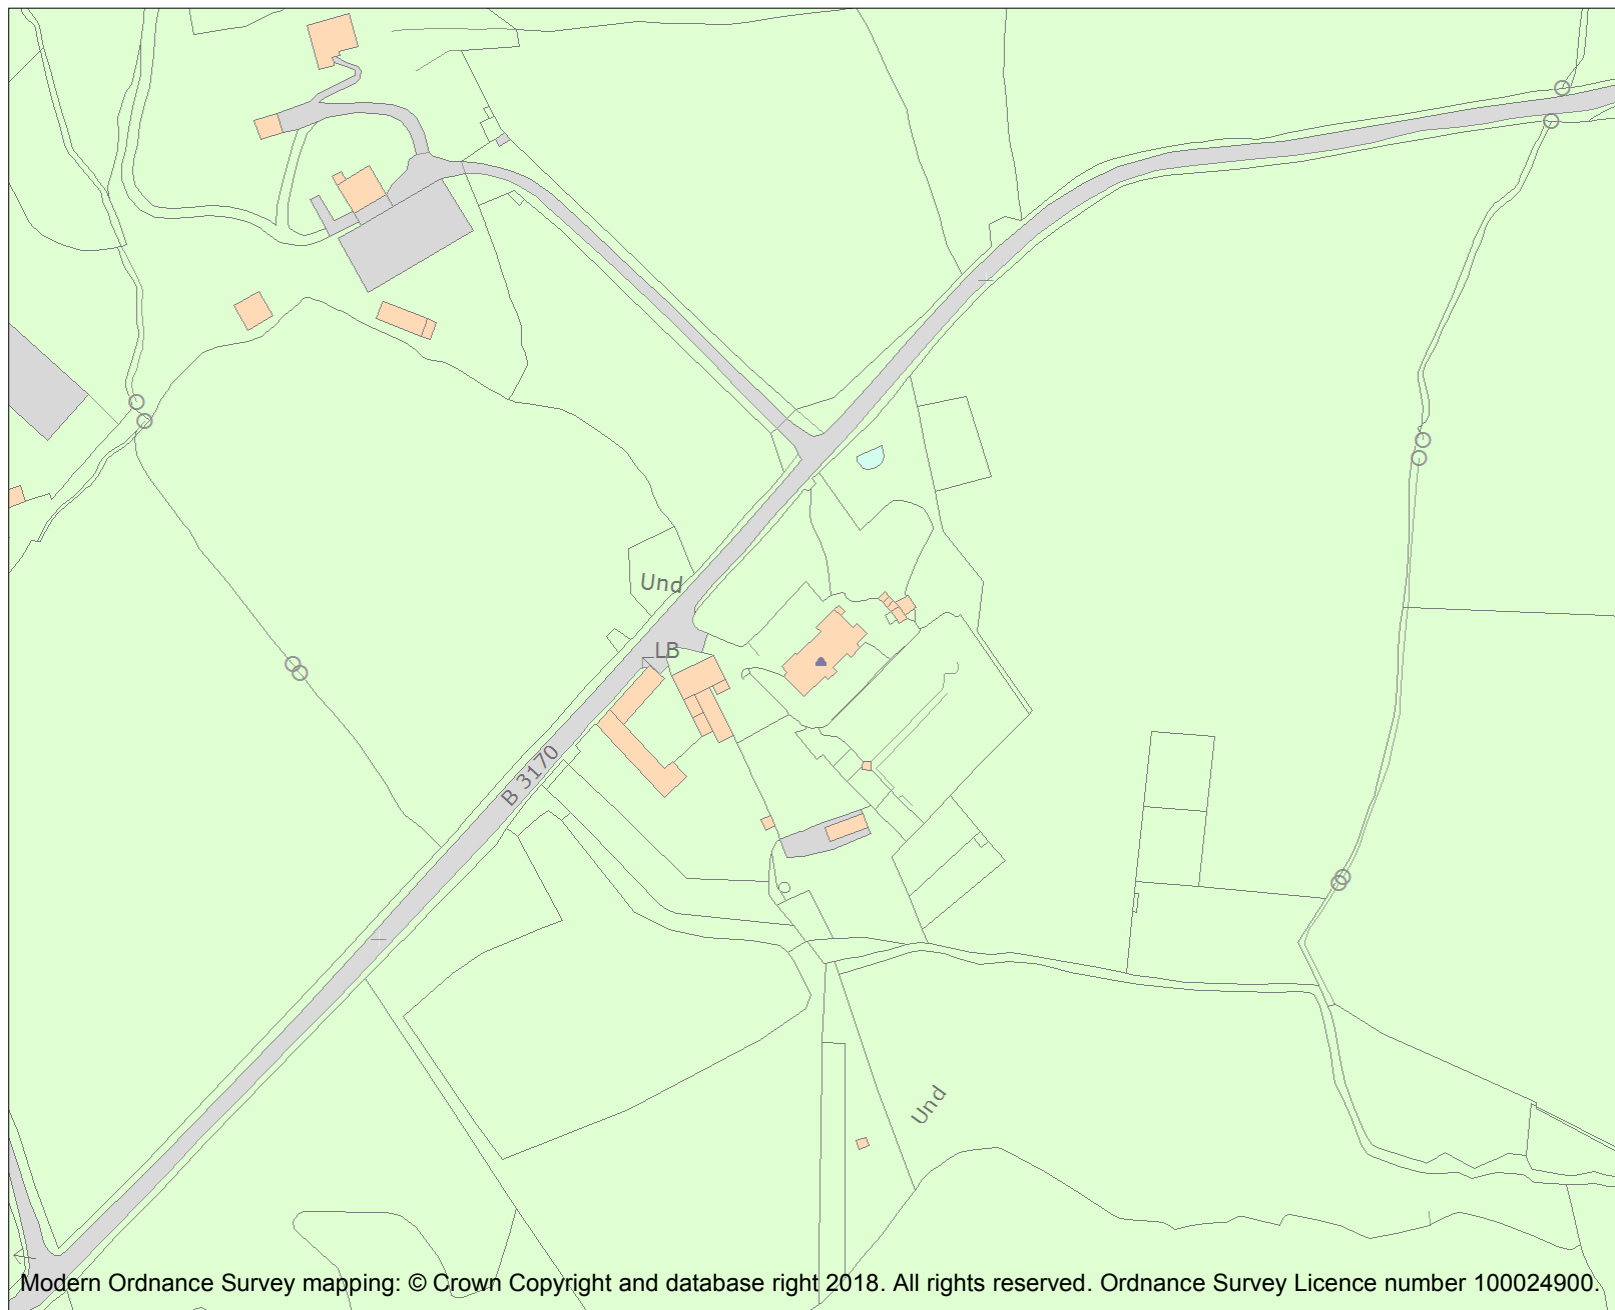 Und
LB
B 3170
Und
Modern Ordnance Survey mapping: © Crown Copyright and database right 2018. All rights reserved. Ordnance Survey Licence number 100024900.